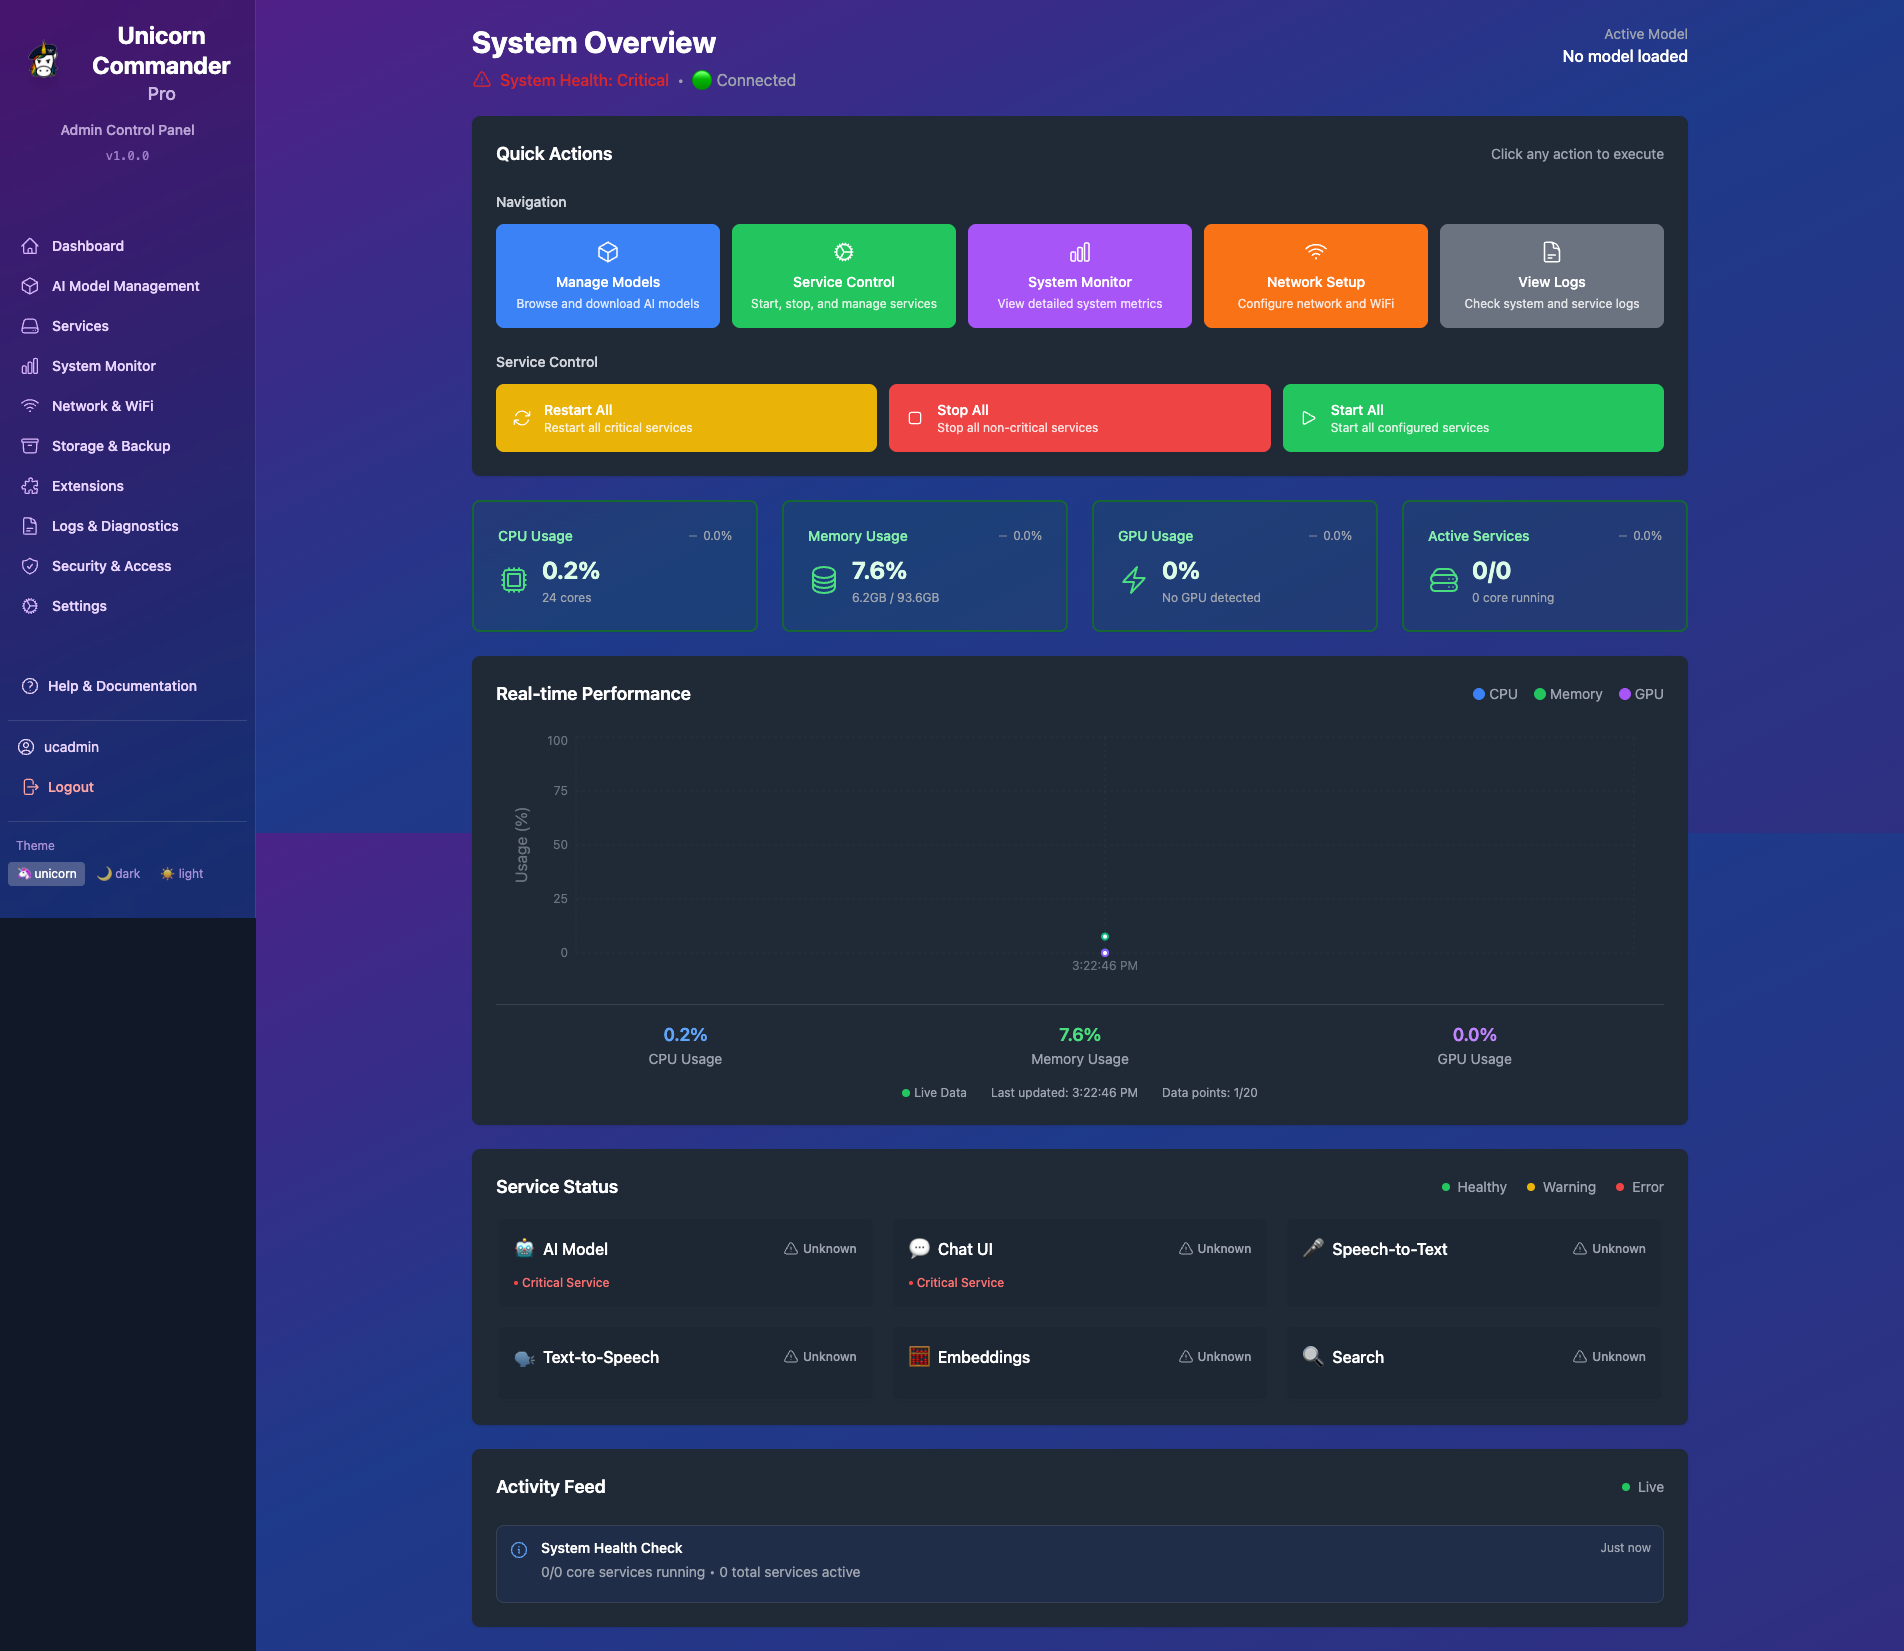 Unicorn
Commander
Pro
Admin Control Panel
v1.0.0
Dashboard
AI Model Management
Services
System Monitor
Network & WiFi
Storage & Backup
Extensions
Logs & Diagnostics
Security & Access
Settings
Help & Documentation
ucadmin
Logout
Theme
unicorn
dark
light
System Overview
System Health: Critical • Connected
Active Model
No model loaded
Quick Actions
Click any action to execute
Navigation
Manage Models
Browse and download AI models
Service Control
Start, stop, and manage services
System Monitor
View detailed system metrics
Network Setup
Configure network and WiFi
View Logs
Check system and service logs
Service Control
Restart All
Restart all critical services
Stop All
Stop all non-critical services
Start All
Start all configured services
CPU Usage
— 0.0%
0.2%
24 cores
Memory Usage
— 0.0%
7.6%
6.2GB / 93.6GB
GPU Usage
— 0.0%
0%
No GPU detected
Active Services
— 0.0%
0/0
0 core running
Real-time Performance
CPU
Memory
GPU
100
75
50
25
0
Usage (%)
3:22:46 PM
0.2%
CPU Usage
7.6%
Memory Usage
0.0%
GPU Usage
Live Data
Last updated: 3:22:46 PM
Data points: 1/20
Service Status
Healthy
Warning
Error
AI Model
Unknown
• Critical Service
Chat UI
Unknown
• Critical Service
Speech-to-Text
Unknown
Text-to-Speech
Unknown
Embeddings
Unknown
Search
Unknown
Activity Feed
Live
System Health Check
Just now
0/0 core services running • 0 total services active